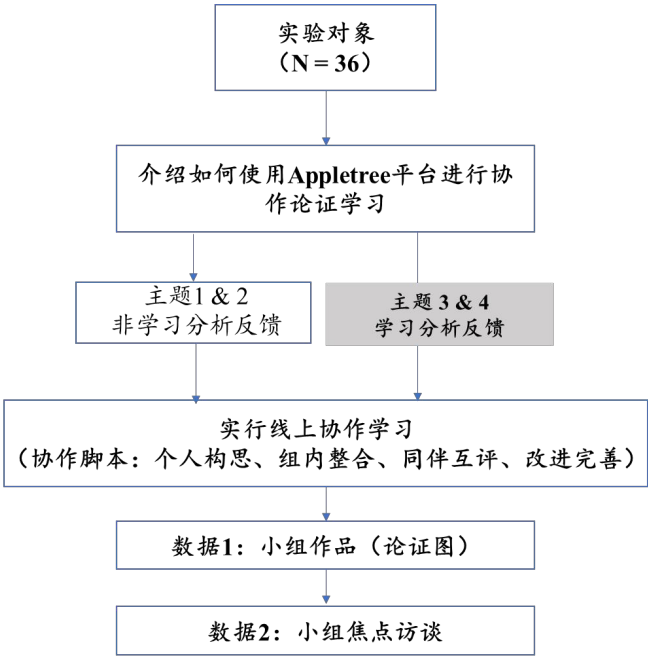 实验对象
（N = 36）
介绍如何使用Appletree平台进行协
作论证学习
主题1 & 2
非学习分析反馈
主题 3 & 4
学习分析反馈
实行线上协作学习
（协作脚本：个人构思、组内整合、同伴互评、改进完善）
数据1：小组作品（论证图）
数据2：小组焦点访谈